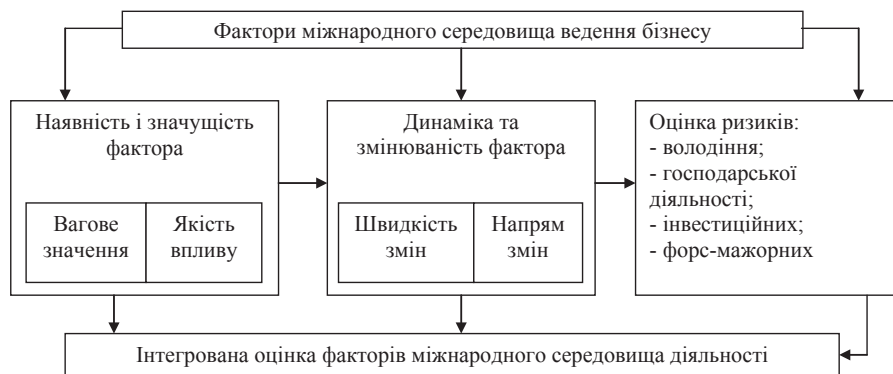 Фактори міжнародного середовища ведення бізнесу
Наявність і значущість
фактора
Вагове
значення
Якість
впливу
Динаміка та
змінюваність фактора
Швидкість
змін
Напрям
змін
Оцінка ризиків:
- володіння;
- господарської
діяльності;
- інвестиційних;
- форс-мажорних
Інтегрована оцінка факторів міжнародного середовища діяльності